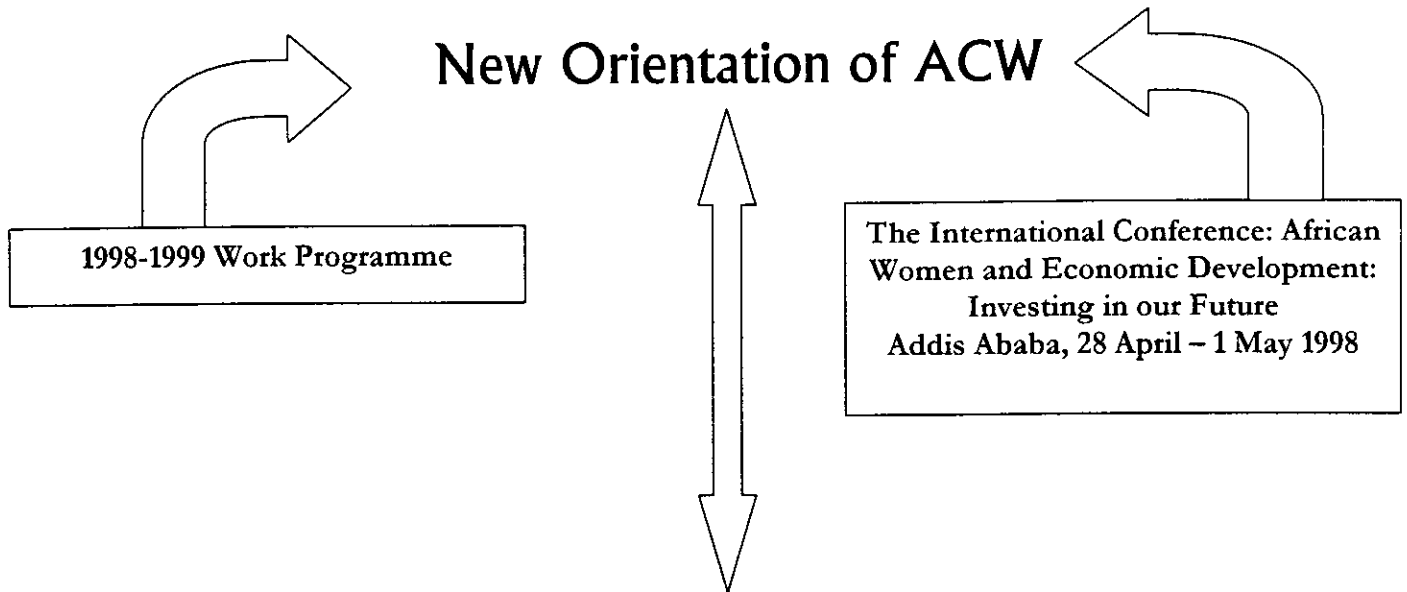 New Orientation of ACW
1998-1999 Work Programme
The International Conference: African
Women and Economic Development:
Investing in our Future
Addis Ababa, 28 April – 1 May 1998